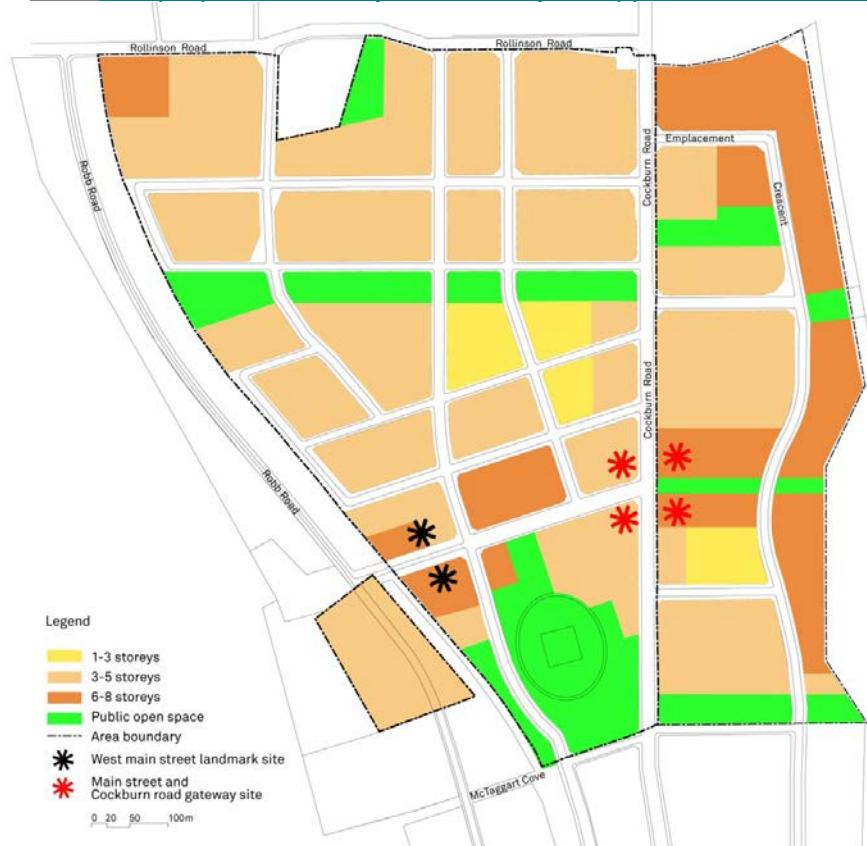 Rollinson Road
Rollinson Road
Robb Road
Cockburn Road
Emplacement
Crescent
Cockburn Road
Robb Road
Legend
1-3 storeys
3-5 storeys
6-8 storeys
Public open space
Area boundary
West main street landmark site
Main street and
Cockburn road gateway site
0 20 50 100m
McTaggart Cove